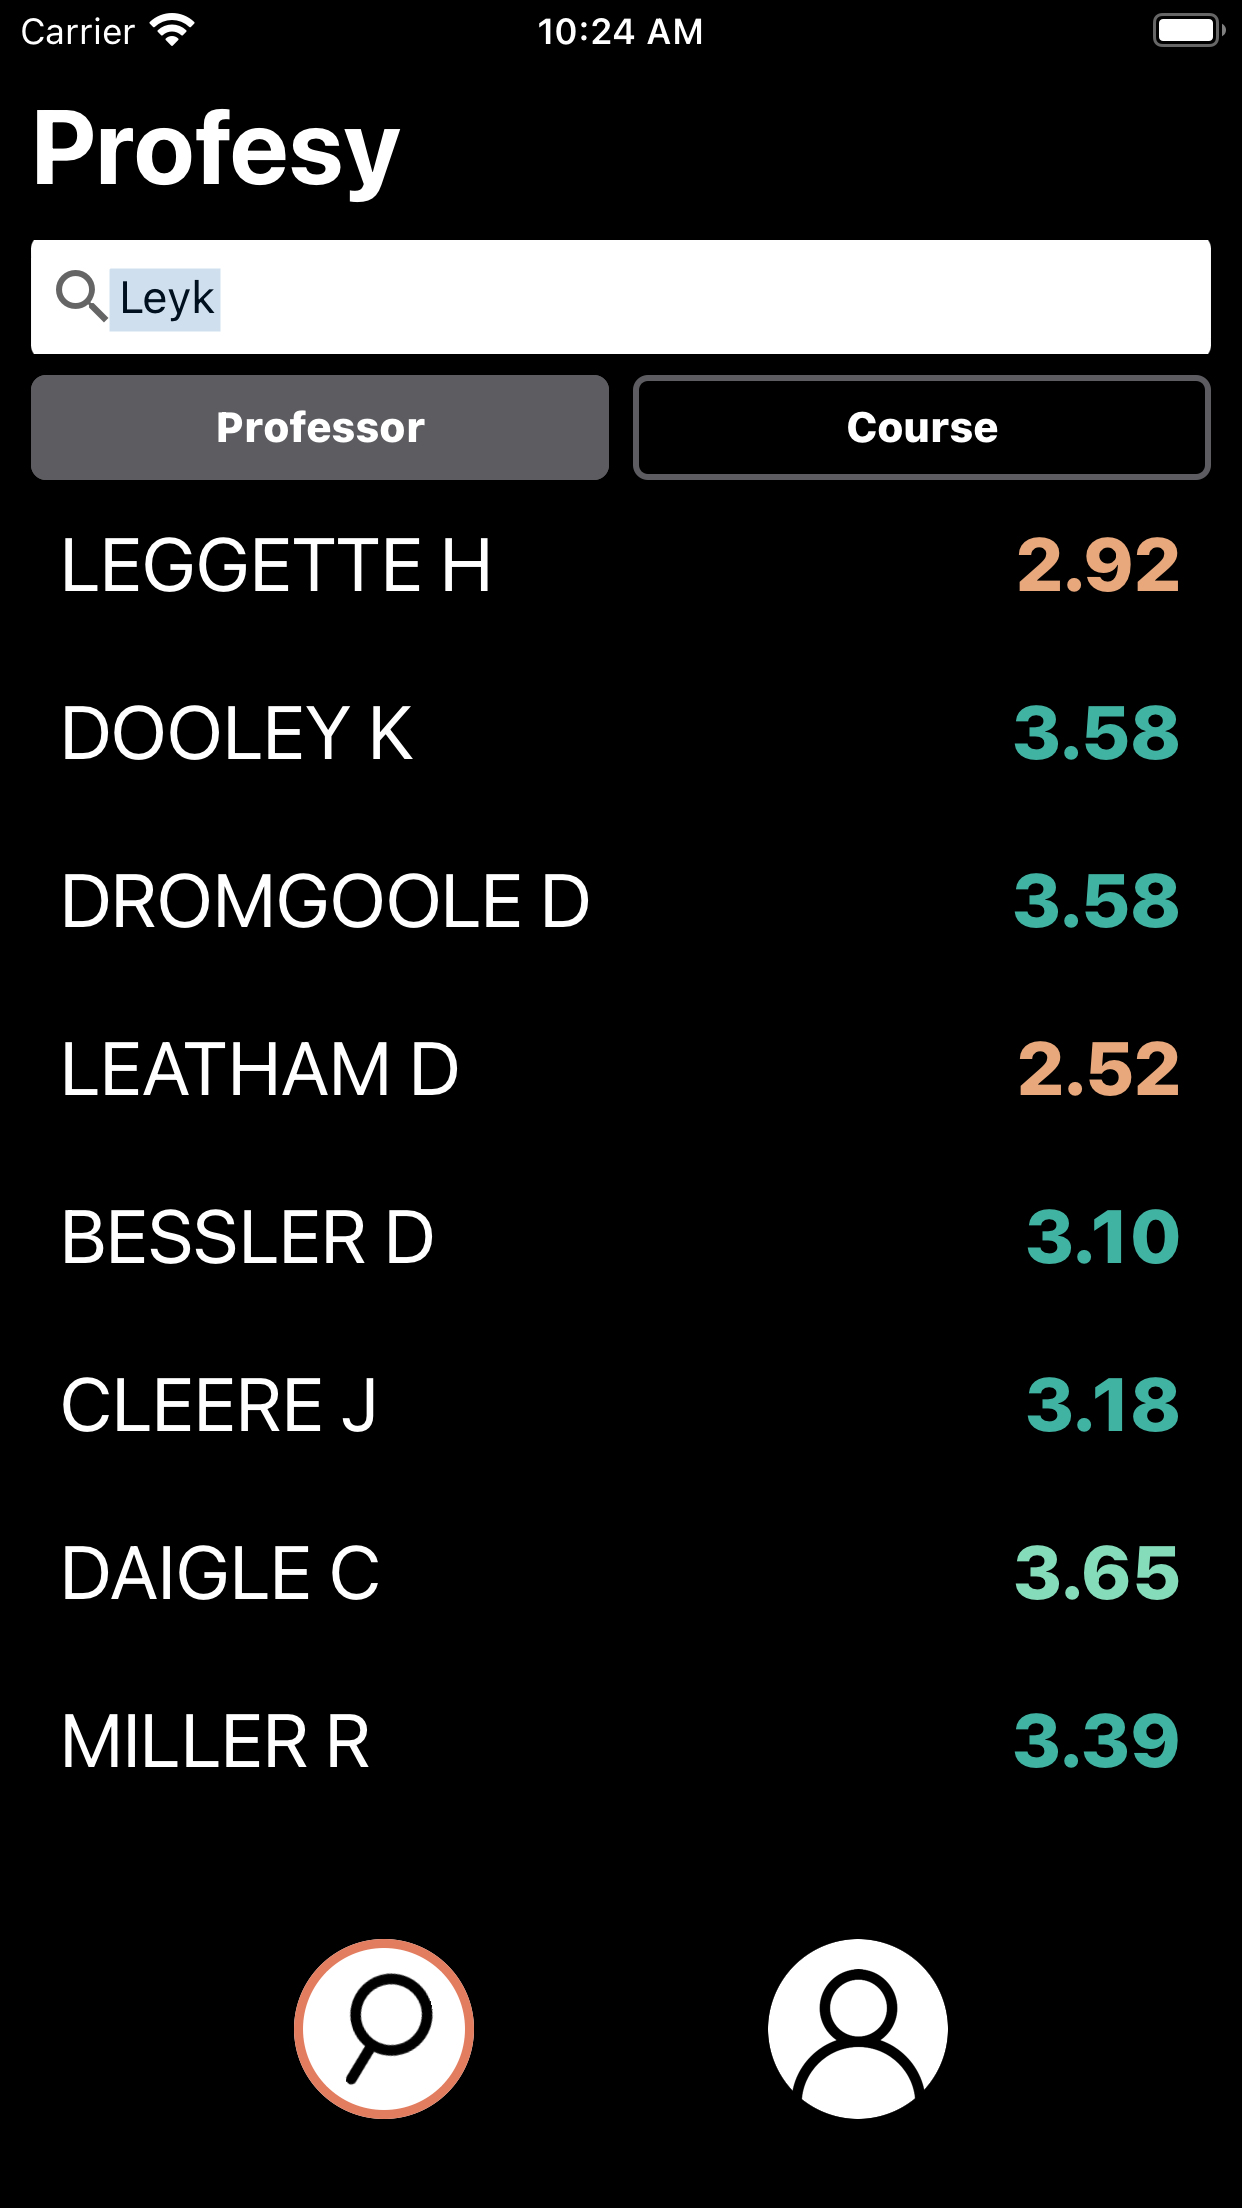 Carrier 10:24 AM
Profesy
Leyk
Professor Course
LEGGETTE H 2.92
DOOLEY K 3.58
DROMGOOLE D 3.58
LEATHAM D 2.52
BESSLER D 3.10
CLEERE J 3.18
DAIGLE C 3.65
MILLER R 3.39